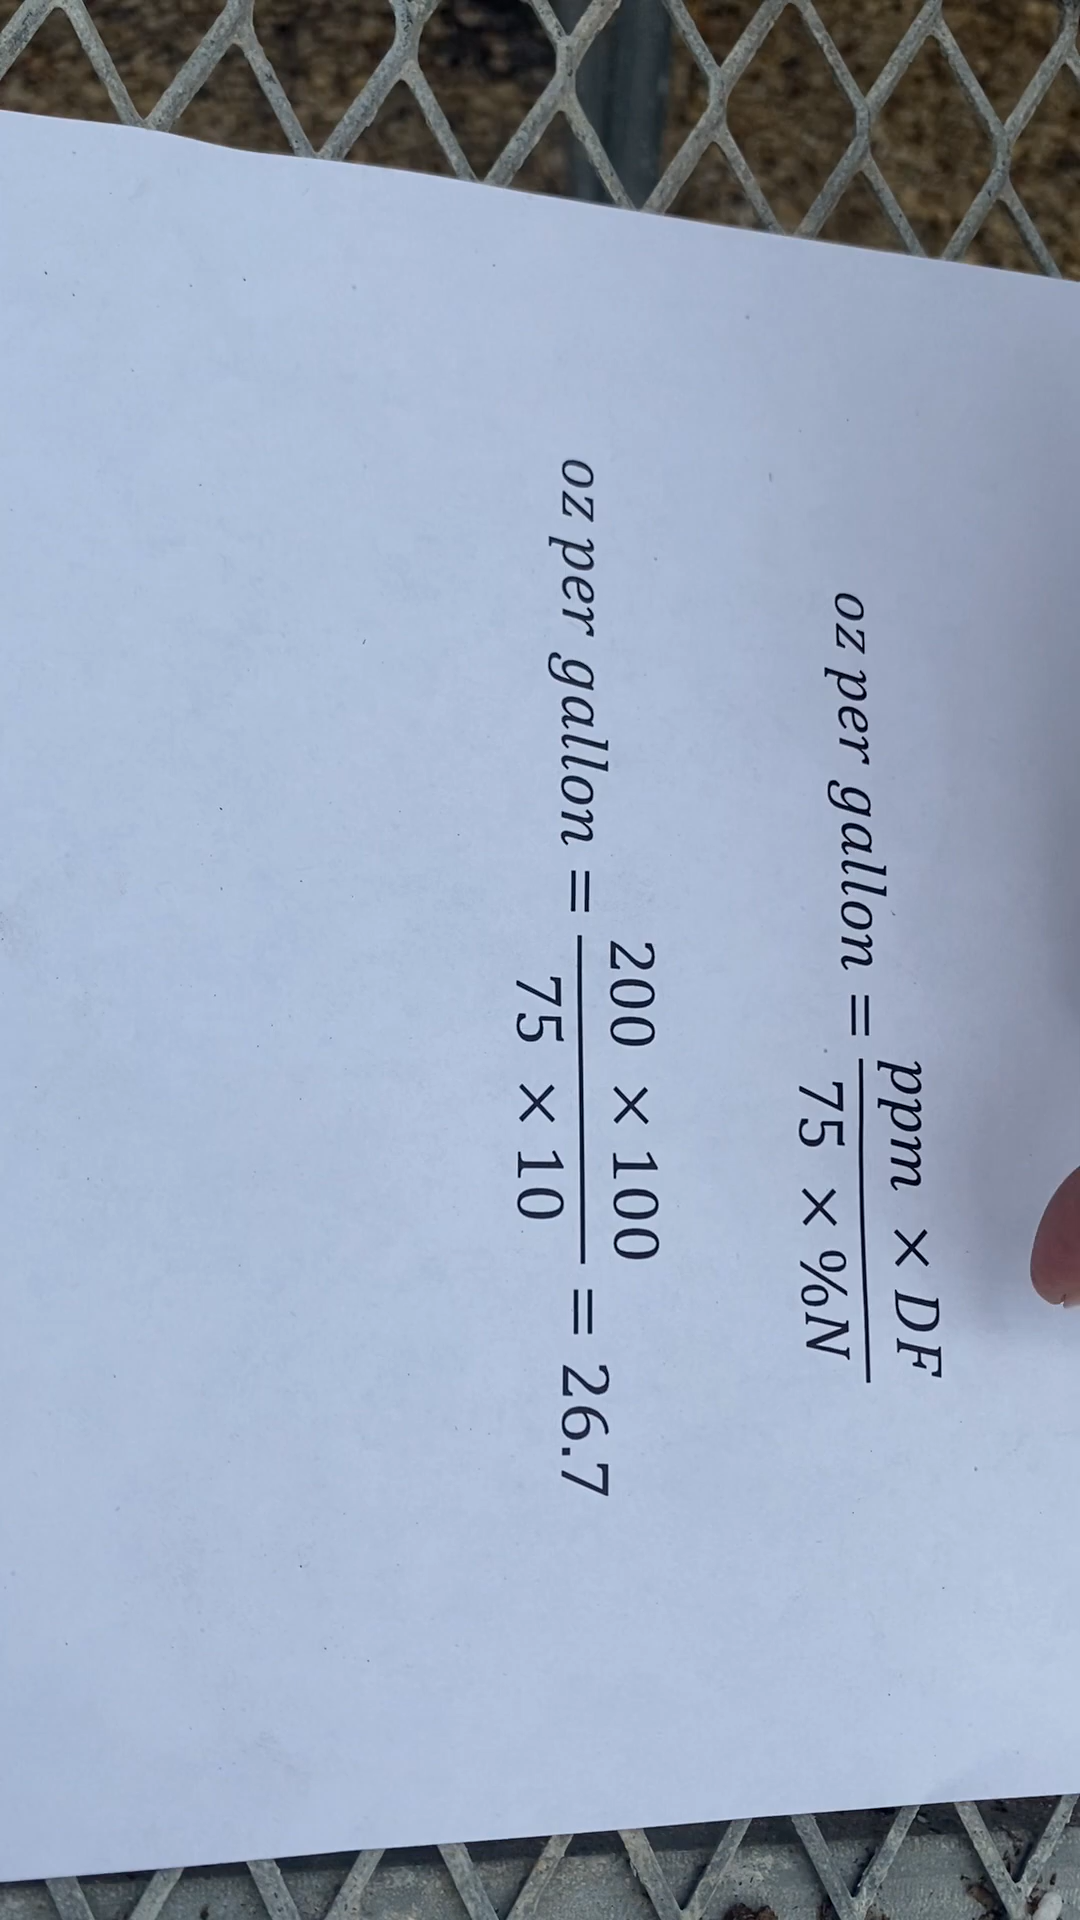 oz per gallon = ppm × DF / 75 × %N
oz per gallon = 200 × 100 / 75 × 10 = 26.7